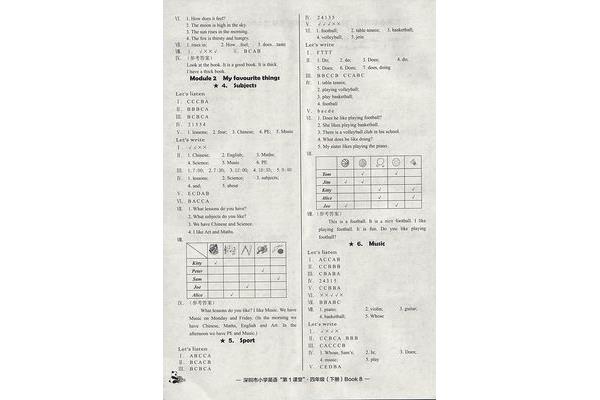 VI. 1. How does it feel?
2. The moon is high in the sky.
3. The sun rises in the morning.
4. The fox is thirsty and hungry.
VII. 1. rises in; 2. How...feel; 3. does...taste
VIII. 1. √××√ II. BCAB
IX. (参考答案)
Look at the book. It is a good book. It is thick.
I have a thick book.
Module 2 My favourite things
★ 4. Subjects
Let's listen
I. CCCBA
II. BBBCA
III. BCBCA
IV. 21354
V. 1. lessons; 2. four; 3. Chinese; 4. PE; 5. Music
Let's write
I. √√××
II. 1. Chinese; 2. English; 3. Maths;
4. Science; 5. Music 6. PE
III. 1. 7:00; 2. 7:30; 3. 12:00; 4. 10:35; 5. 9:40
IV. 1. lessons; 2. Science; 3. subjects;
4. and; 5. about
V. ECDAB
VI. BACCA
VII. 1. What lessons do you have?
2. What subjects do you like?
3. We have Chinese and Science.
4. I like Art and Maths.
VIII.
Kitty √
Peter √
Sam √
Joe √
Alice √
IX. (参考答案)
What lessons do you like? I like Music. We have
Music on Monday and Friday. (In the morning we
have Chinese, Maths, English and Art. In the
afternoon we have PE and Music.)
★ 5. Sport
Let's listen
I. ABCCA
II. BCACB
III. BCBCA
IV. 24135
V. 1. football; 2. table tennis; 3. basketball;
4. volleyball; 5. join
Let's write
I. FTTT
II. 1. Do; 2. do; 3. Does; 4. do;
5. Does; 6. Does; 7. does, doing
III. BBCCB CCABC
IV. 1. table tennis;
2. playing volleyball;
3. play basketball;
4. football
V. bacde
VI. 1. Does he like playing football?
2. She likes playing basketball.
3. There is a volleyball club in his school.
4. What does he like doing?
5. My sister likes playing the piano.
VII.
Tom √
Jim √ √
Kitty √ √
Alice √ √
Joe √ √
VIII. (参考答案)
This is a football. It is a nice football. I like
playing football. It is fun. Do you like playing
football?
★ 6. Music
Let's listen
I. ACCAB
II. CCBBB
III. CBABA
IV. 24315
V. CCBBA
VI. ××√√×
VII. BBABC
VIII. 1. piano; 2. violin; 3. guitar;
4. basketball; 5. Whose
Let's write
I. √√√×
II. CCBCA BBB
III. CACCCB
IV. 1. Whose, Sam's; 2. Is; 3. Does;
4. music; 5. play
V. CEDBA
— 深圳市小学英语“第1课堂”·四年级(下册) Book 8 —